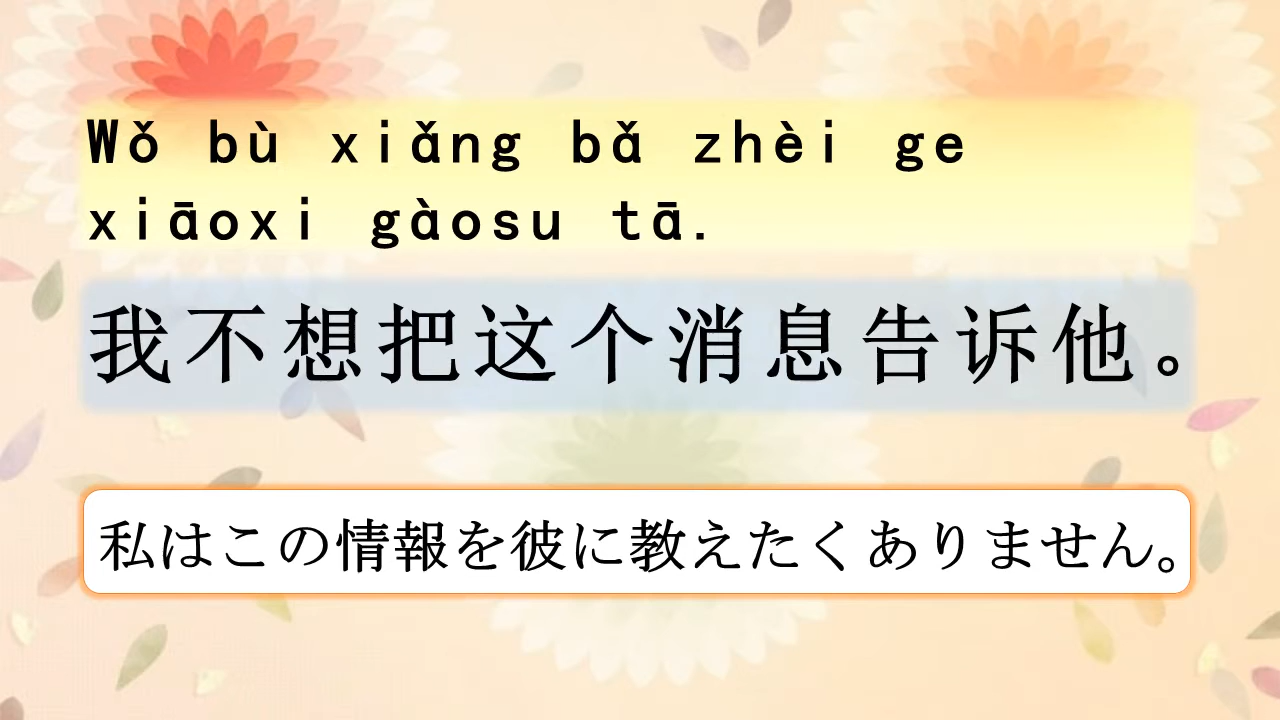 Wǒ bù xiǎng bǎ zhèi ge
xiāoxi gàosu tā.
我不想把这个消息告诉他。
私はこの情報を彼に教えたくありません。